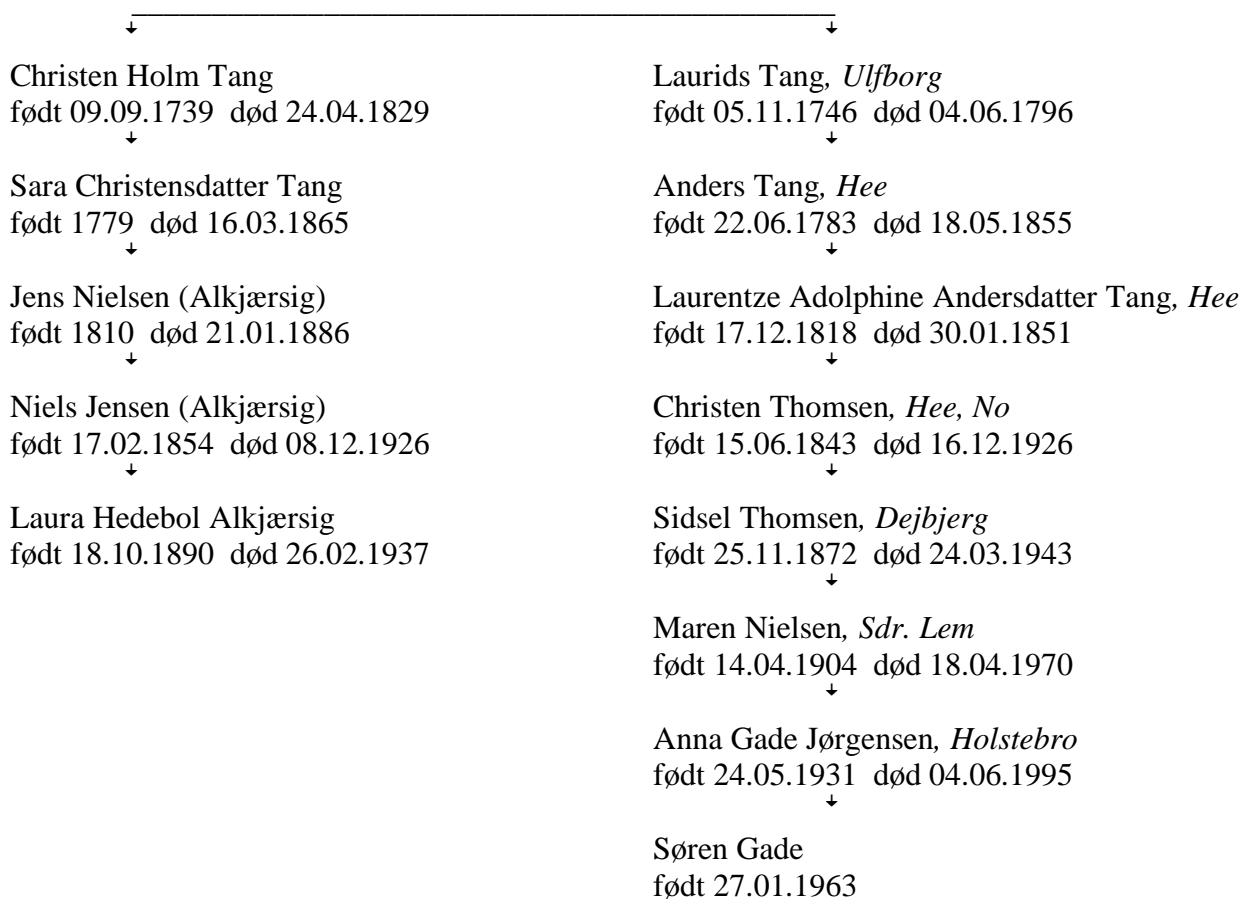 Christen Holm Tang
født 09.09.1739 død 24.04.1829
Sara Christensdatter Tang
født 1779 død 16.03.1865
Jens Nielsen (Alkjærsig)
født 1810 død 21.01.1886
Niels Jensen (Alkjærsig)
født 17.02.1854 død 08.12.1926
Laura Hedebol Alkjærsig
født 18.10.1890 død 26.02.1937
Laurids Tang, Ulfborg
født 05.11.1746 død 04.06.1796
Anders Tang, Hee
født 22.06.1783 død 18.05.1855
Laurentze Adolphine Andersdatter Tang, Hee
født 17.12.1818 død 30.01.1851
Christen Thomsen, Hee, No
født 15.06.1843 død 16.12.1926
Sidsel Thomsen, Dejbjerg
født 25.11.1872 død 24.03.1943
Maren Nielsen, Sdr. Lem
født 14.04.1904 død 18.04.1970
Anna Gade Jørgensen, Holstebro
født 24.05.1931 død 04.06.1995
Søren Gade
født 27.01.1963